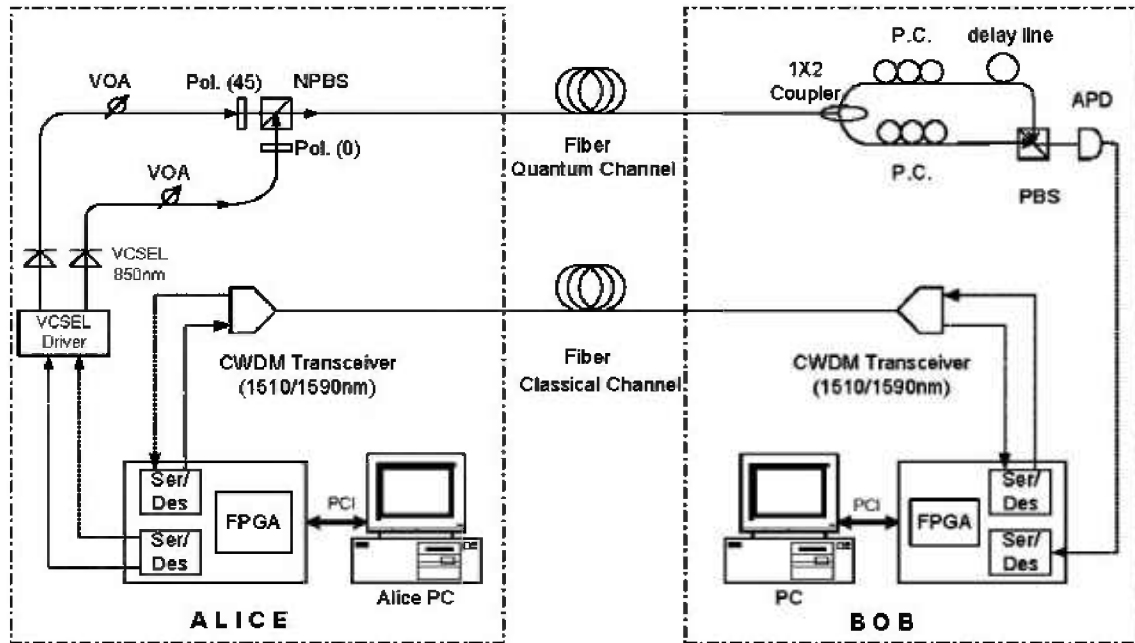 VOA
Pol. (45)
NPBS
Pol. (0)
VOA
VCSEL
850nm
VCSEL
Driver
CWDM Transceiver
(1510/1590nm)
Ser/
Des
FPGA
Ser/
Des
PCI
Alice PC
A L I C E
Fiber
Quantum Channel
Fiber
Classical Channel
P.C.
delay line
1X2
Coupler
APD
P.C.
PBS
CWDM Transceiver
(1510/1590nm)
PCI
Ser/
Des
FPGA
Ser/
Des
PC
B O B